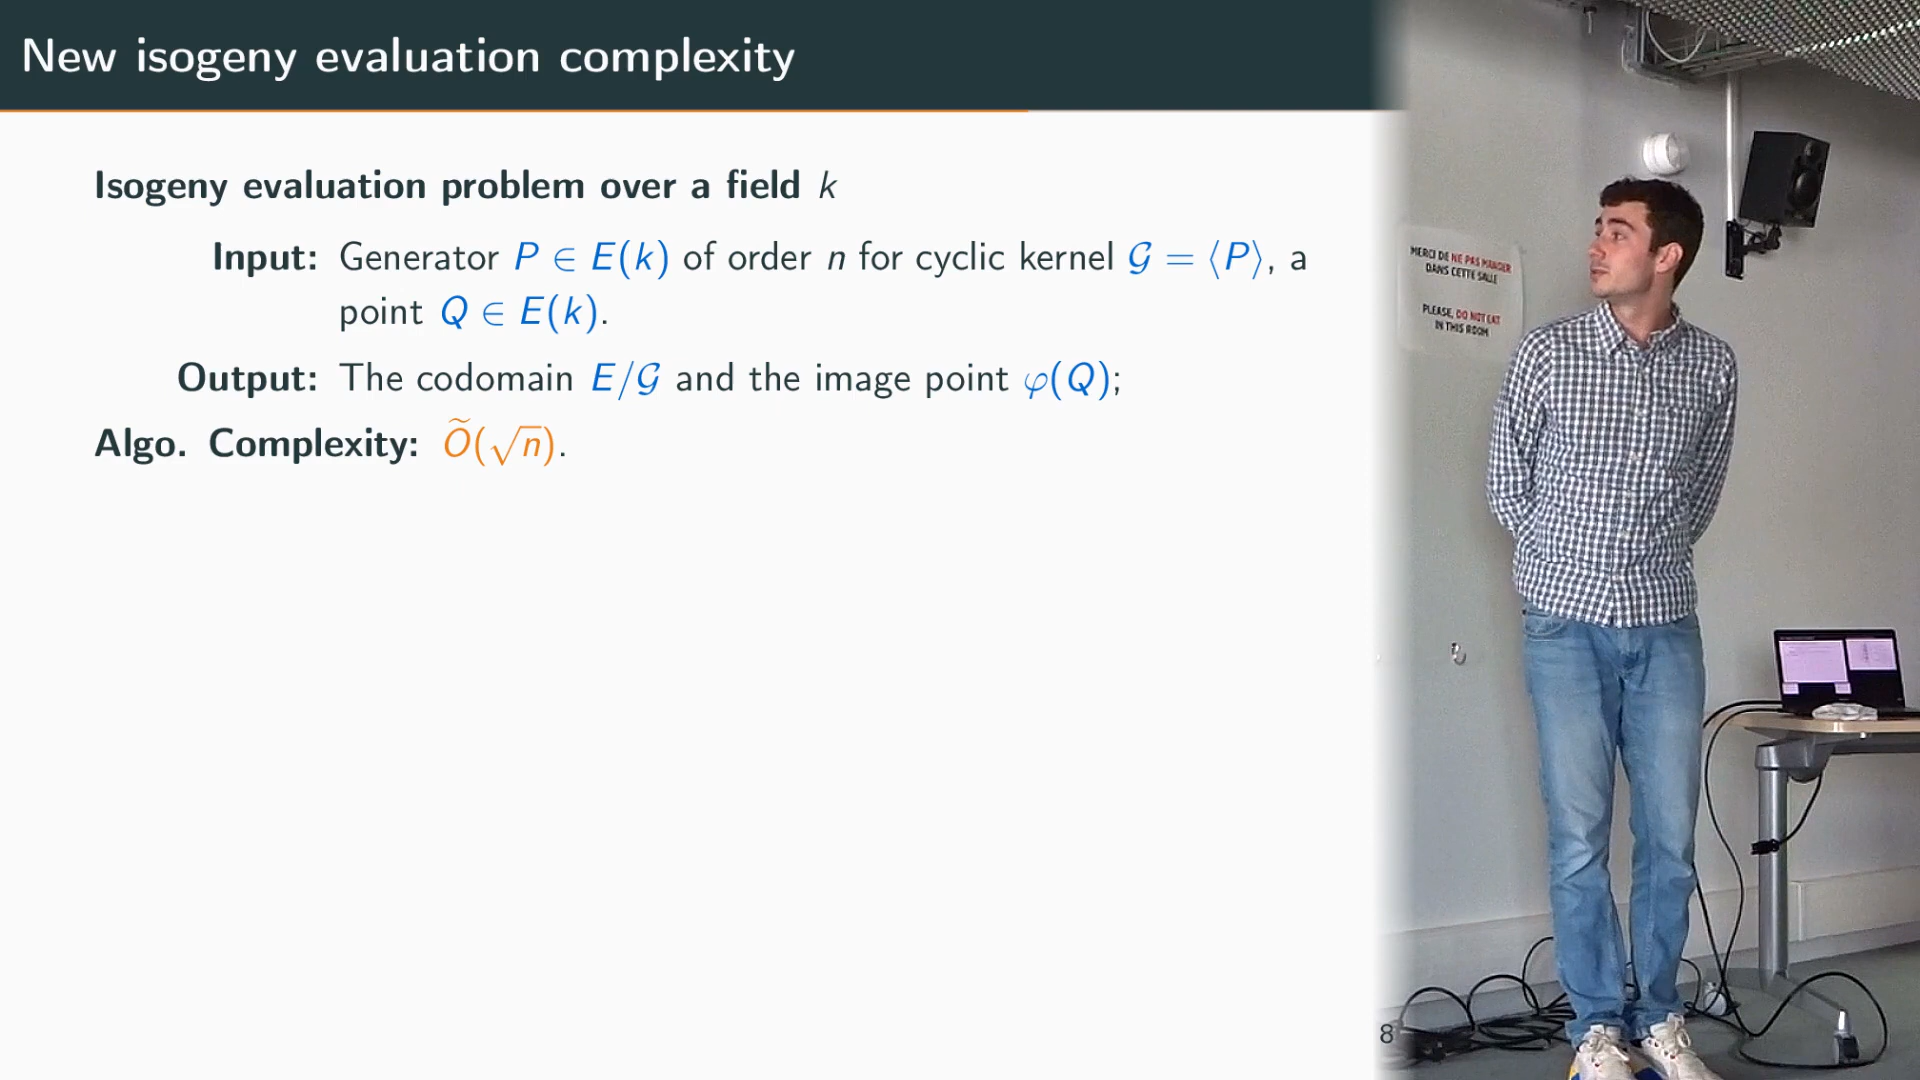 New isogeny evaluation complexity
Isogeny evaluation problem over a field k
Input: Generator P ∈ E(k) of order n for cyclic kernel 𝒢 = ⟨P⟩, a
point Q ∈ E(k).
Output: The codomain E/𝒢 and the image point φ(Q);
Algo. Complexity: Õ(√n).
MERCI DE NE PAS MANGER
DANS CETTE SALLE
PLEASE, DO NOT EAT
IN THIS ROOM
8